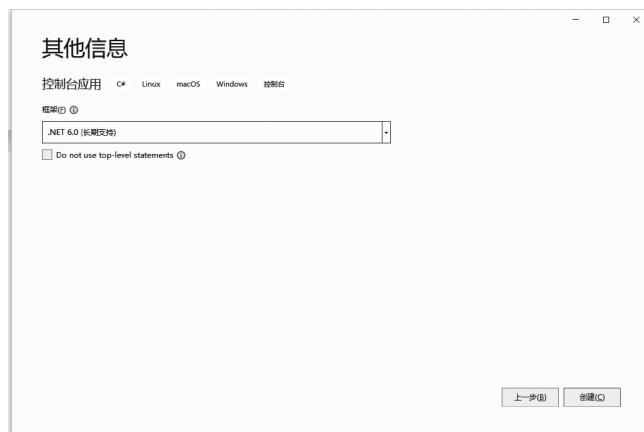 其他信息
控制台应用 C# Linux macOS Windows 控制台
框架(F)
.NET 6.0 (长期支持)
Do not use top-level statements
上一步(B) 创建(C)